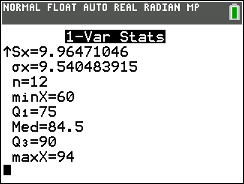 NORMAL FLOAT AUTO REAL RADIAN MP
1-Var Stats
↑Sx=9.96471046
σx=9.540483915
n=12
minX=60
Q₁=75
Med=84.5
Q₃=90
maxX=94